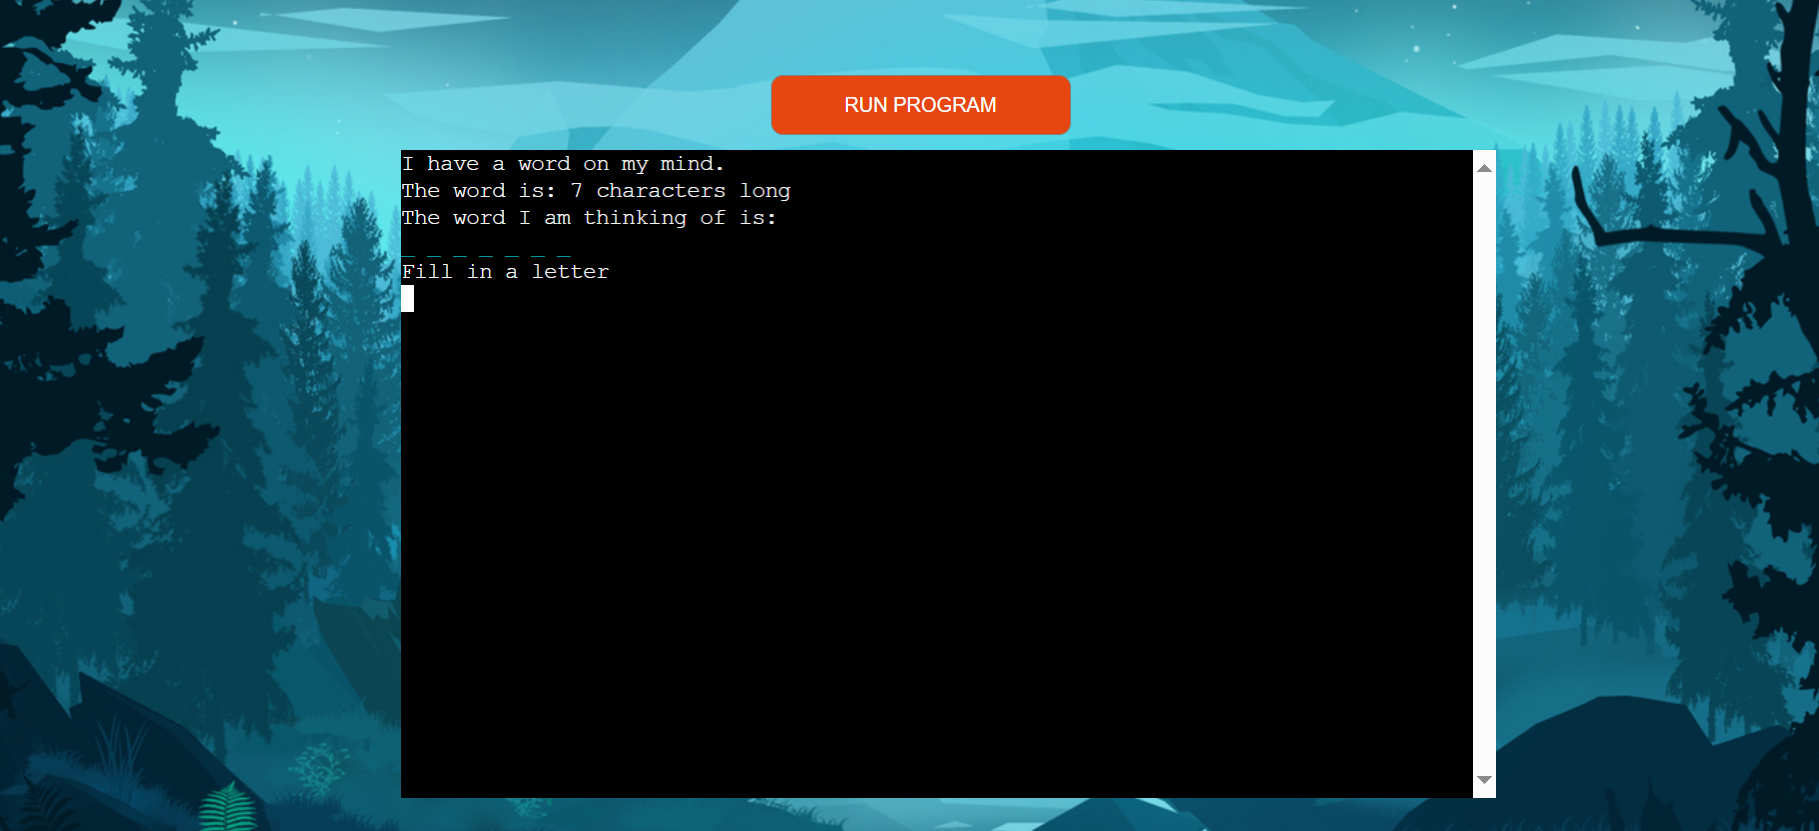 RUN PROGRAM
I have a word on my mind.
The word is: 7 characters long
The word I am thinking of is:
_ _ _ _ _ _ _
Fill in a letter